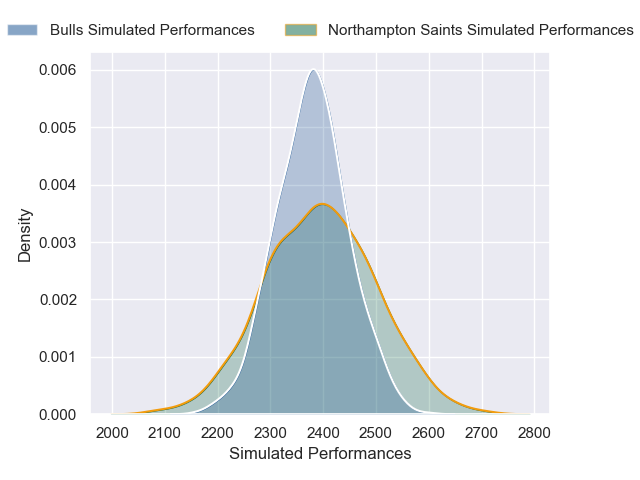 Bulls Simulated Performances
Northampton Saints Simulated Performances
0.006
0.005
0.004
0.003
0.002
0.001
0.000
Density
2000 2100 2200 2300 2400 2500 2600 2700 2800
Simulated Performances